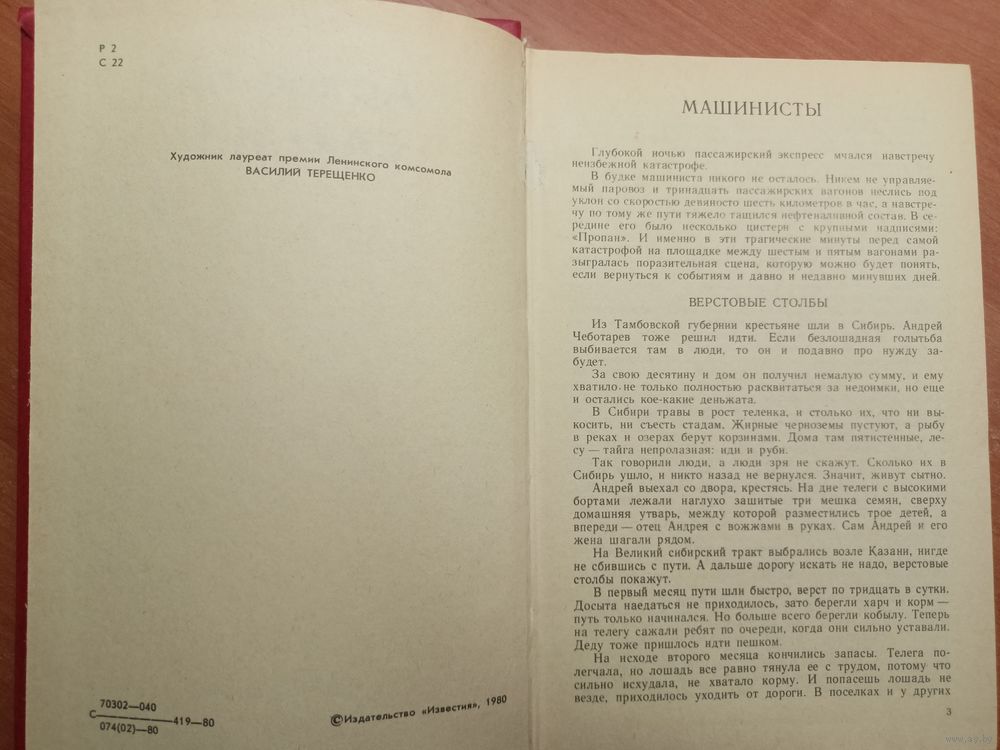 Р 2
С 22
Художник лауреат премии Ленинского комсомола
ВАСИЛИЙ ТЕРЕЩЕНКО
70302—040
С————419—80
074(02)—80
©Издательство «Известия», 1980
МАШИНИСТЫ
Глубокой ночью пассажирский экспресс мчался навстречу
неизбежной катастрофе.
В будке машиниста никого не осталось. Никем не управляе-
мый паровоз и тринадцать пассажирских вагонов неслись под
уклон со скоростью девяносто шесть километров в час, а навстре-
чу по тому же пути тяжело тащился нефтеналивной состав. В се-
редине его было несколько цистерн с крупными надписями:
«Пропан». И именно в эти трагические минуты перед самой
катастрофой на площадке между шестым и пятым вагонами ра-
зыгралась поразительная сцена, которую можно будет понять,
если вернуться к событиям и давно и недавно минувших дней.
ВЕРСТОВЫЕ СТОЛБЫ
Из Тамбовской губернии крестьяне шли в Сибирь. Андрей
Чеботарев тоже решил идти. Если безлошадная голытьба
выбивается там в люди, то он и подавно про нужду за-
будет.
За свою десятину и дом он получил немалую сумму, и ему
хватило не только полностью расквитаться за недоимки, но еще
и остались кое-какие деньжата.
В Сибири травы в рост теленка, и столько их, что ни вы-
косить, ни съесть стадам. Жирные черноземы пустуют, а рыбу
в реках и озерах берут корзинами. Дома там пятистенные, ле-
су — тайга непролазная: иди и руби.
Так говорили люди, а люди зря не скажут. Сколько их в
Сибирь ушло, и никто назад не вернулся. Значит, живут сытно.
Андрей выехал со двора, крестясь. На дне телеги с высокими
бортами лежали наглухо зашитые три мешка семян, сверху
домашняя утварь, между которой разместились трое детей, а
впереди — отец Андрея с вожжами в руках. Сам Андрей и его
жена шагали рядом.
На Великий сибирский тракт выбрались возле Казани, нигде
не сбившись с пути. А дальше дорогу искать не надо, верстовые
столбы покажут.
В первый месяц пути шли быстро, верст по тридцать в сутки.
Досыта наедаться не приходилось, зато берегли харч и корм —
путь только начинался. Но больше всего берегли кобылу. Теперь
на телегу сажали ребят по очереди, когда они сильно уставали.
Деду тоже пришлось идти пешком.
На исходе второго месяца кончились запасы. Телега по-
легчала, но лошадь все равно тянула ее с трудом, потому что
сильно исхудала, не хватало корму. И попасешь лошадь не
везде, приходилось уходить от дороги. В поселках и у других
3
www.ay.by